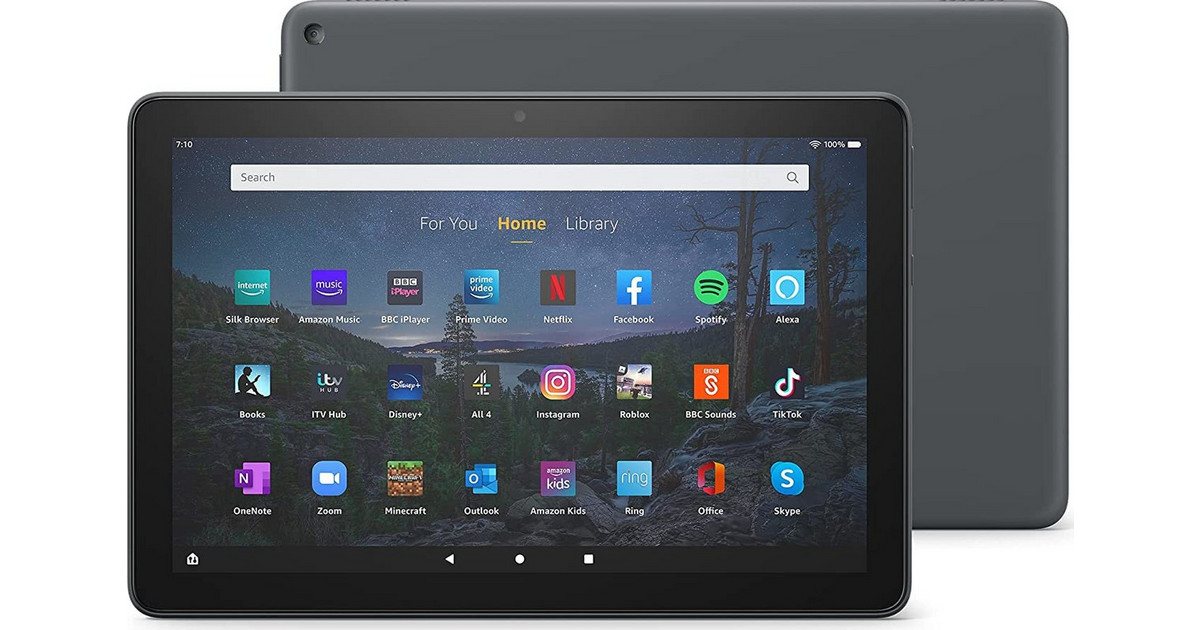 7:10 100%
Search
For You Home Library
internet music BBC iPlayer prime video N f
Silk Browser Amazon Music BBC iPlayer Prime Video Netflix Facebook Spotify Alexa
itv HUB Disney+ 4 BBC S
Books ITV Hub Disney+ All 4 Instagram Roblox BBC Sounds TikTok
N MINECRAFT O amazon kids ring S
OneNote Zoom Minecraft Outlook Amazon Kids Ring Office Skype